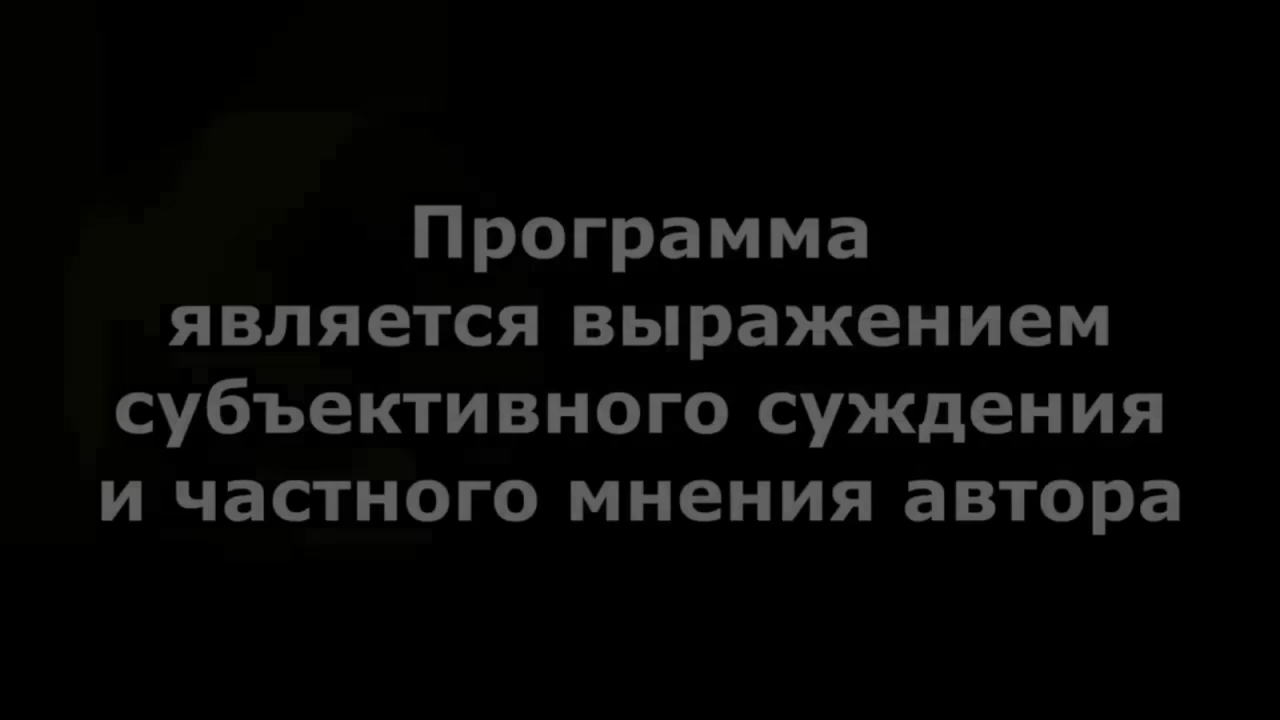 Программа
является выражением
субъективного суждения
и частного мнения автора